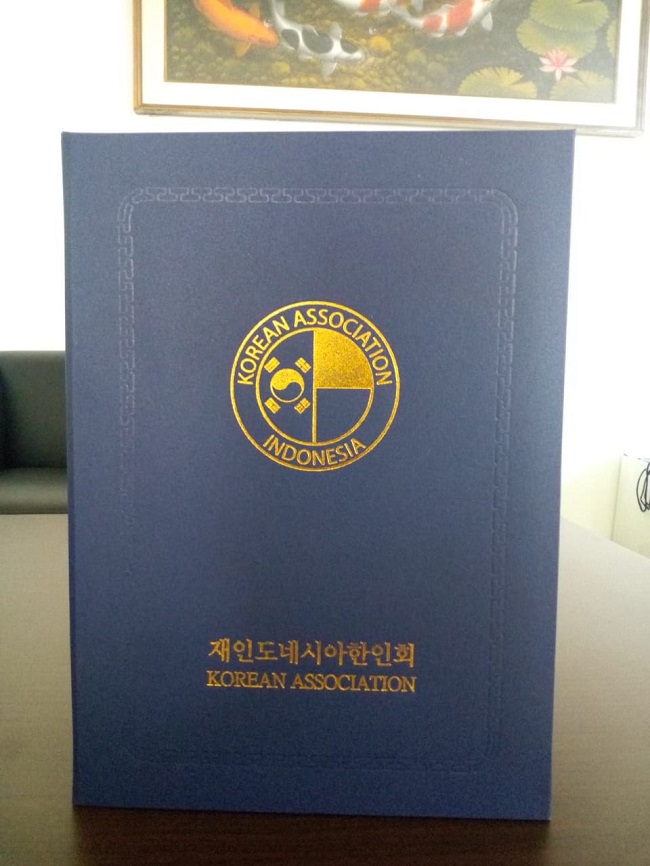 KOREAN ASSOCIATION
INDONESIA
재인도네시아한인회
KOREAN ASSOCIATION